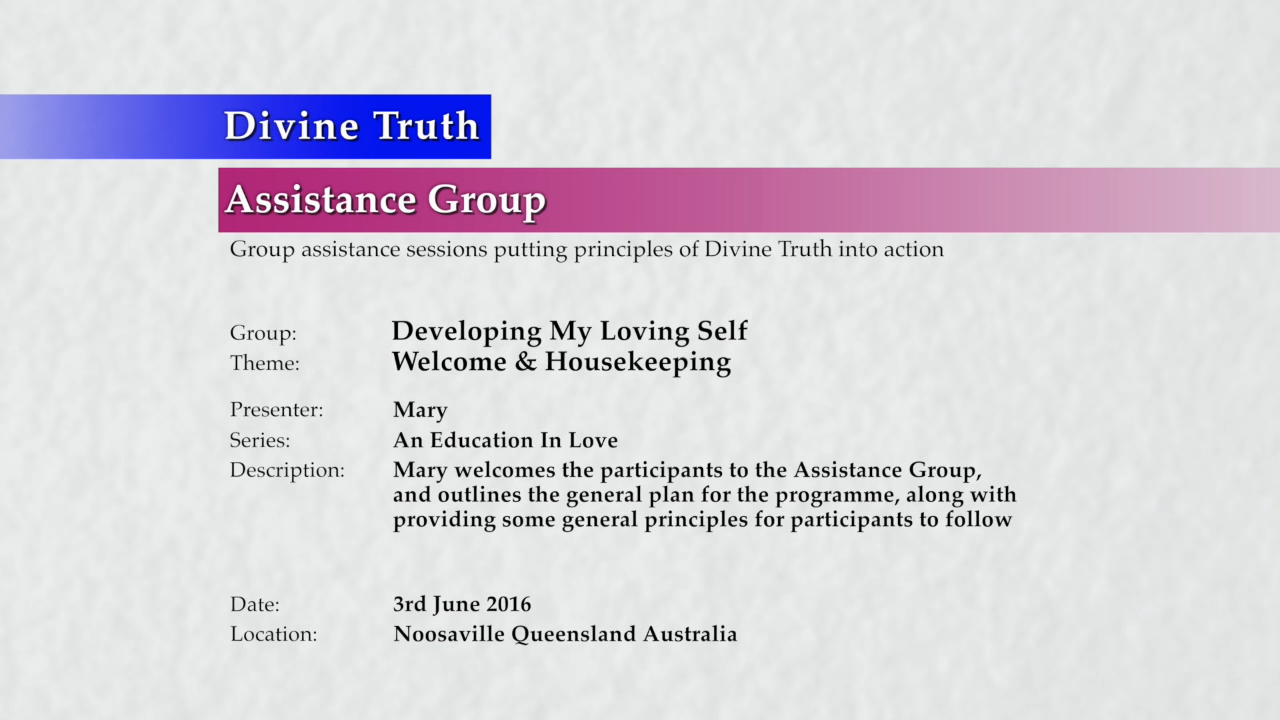 Divine Truth
Assistance Group
Group assistance sessions putting principles of Divine Truth into action
Group: Developing My Loving Self
Theme: Welcome & Housekeeping
Presenter: Mary
Series: An Education In Love
Description: Mary welcomes the participants to the Assistance Group,
and outlines the general plan for the programme, along with
providing some general principles for participants to follow
Date: 3rd June 2016
Location: Noosaville Queensland Australia